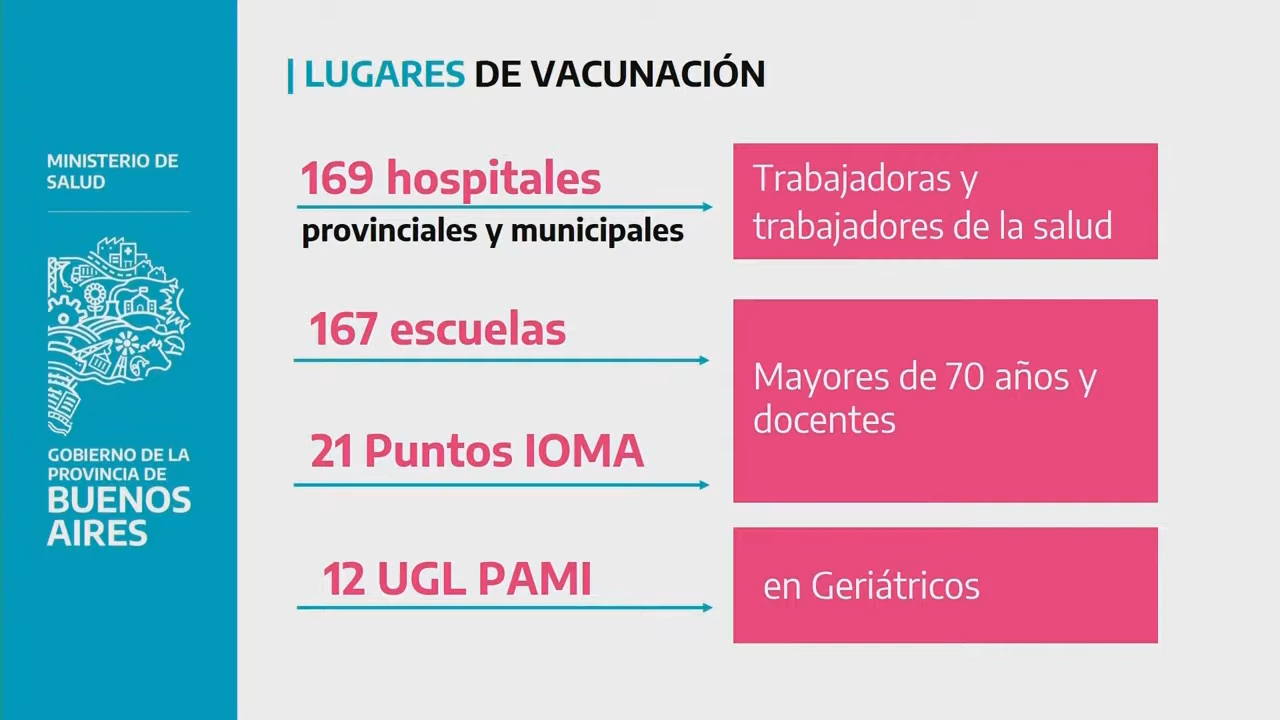 MINISTERIO DE
SALUD
GOBIERNO DE LA
PROVINCIA DE
BUENOS
AIRES
| LUGARES DE VACUNACIÓN
169 hospitales
provinciales y municipales
Trabajadoras y
trabajadores de la salud
167 escuelas
21 Puntos IOMA
Mayores de 70 años y
docentes
12 UGL PAMI
en Geriátricos